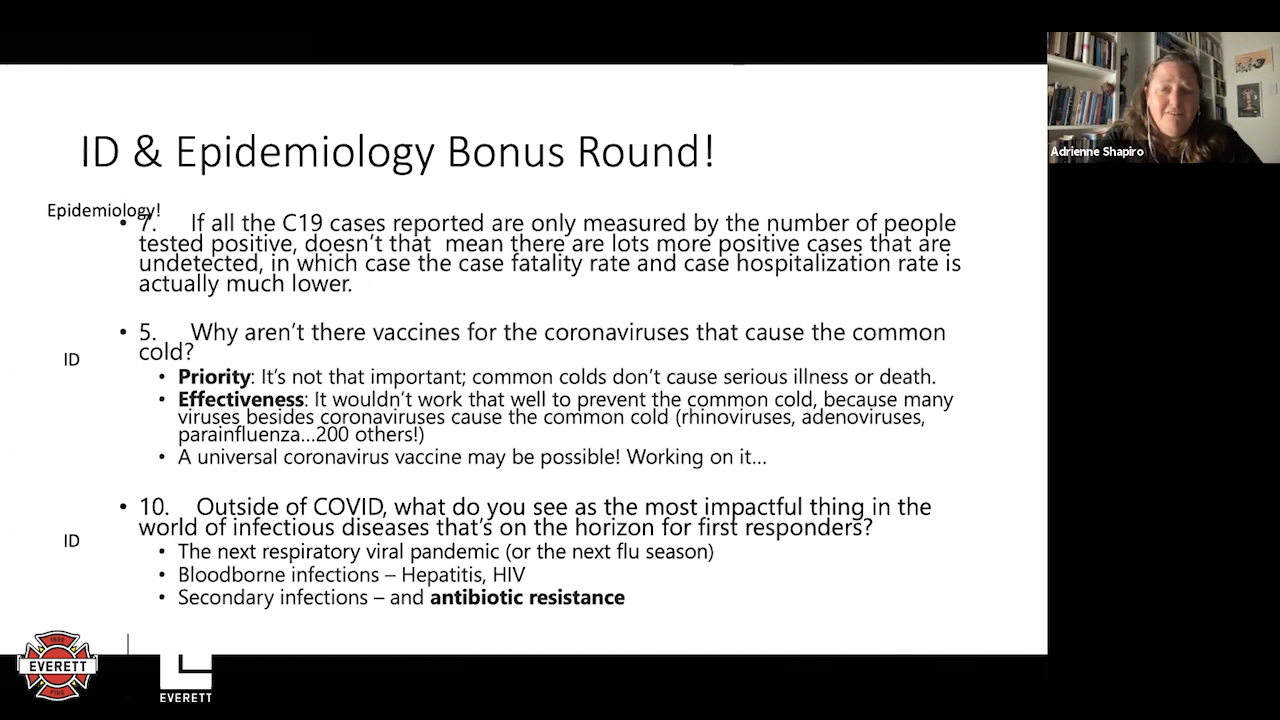 Adrienne Shapiro
ID & Epidemiology Bonus Round!
Epidemiology!
• 7. If all the C19 cases reported are only measured by the number of people
tested positive, doesn't that mean there are lots more positive cases that are
undetected, in which case the case fatality rate and case hospitalization rate is
actually much lower.
• 5. Why aren't there vaccines for the coronaviruses that cause the common
cold?
ID
• Priority: It's not that important; common colds don't cause serious illness or death.
• Effectiveness: It wouldn't work that well to prevent the common cold, because many
viruses besides coronaviruses cause the common cold (rhinoviruses, adenoviruses,
parainfluenza...200 others!)
• A universal coronavirus vaccine may be possible! Working on it...
• 10. Outside of COVID, what do you see as the most impactful thing in the
world of infectious diseases that's on the horizon for first responders?
ID
• The next respiratory viral pandemic (or the next flu season)
• Bloodborne infections – Hepatitis, HIV
• Secondary infections – and antibiotic resistance
1892
EVERETT
FIRE
EVERETT